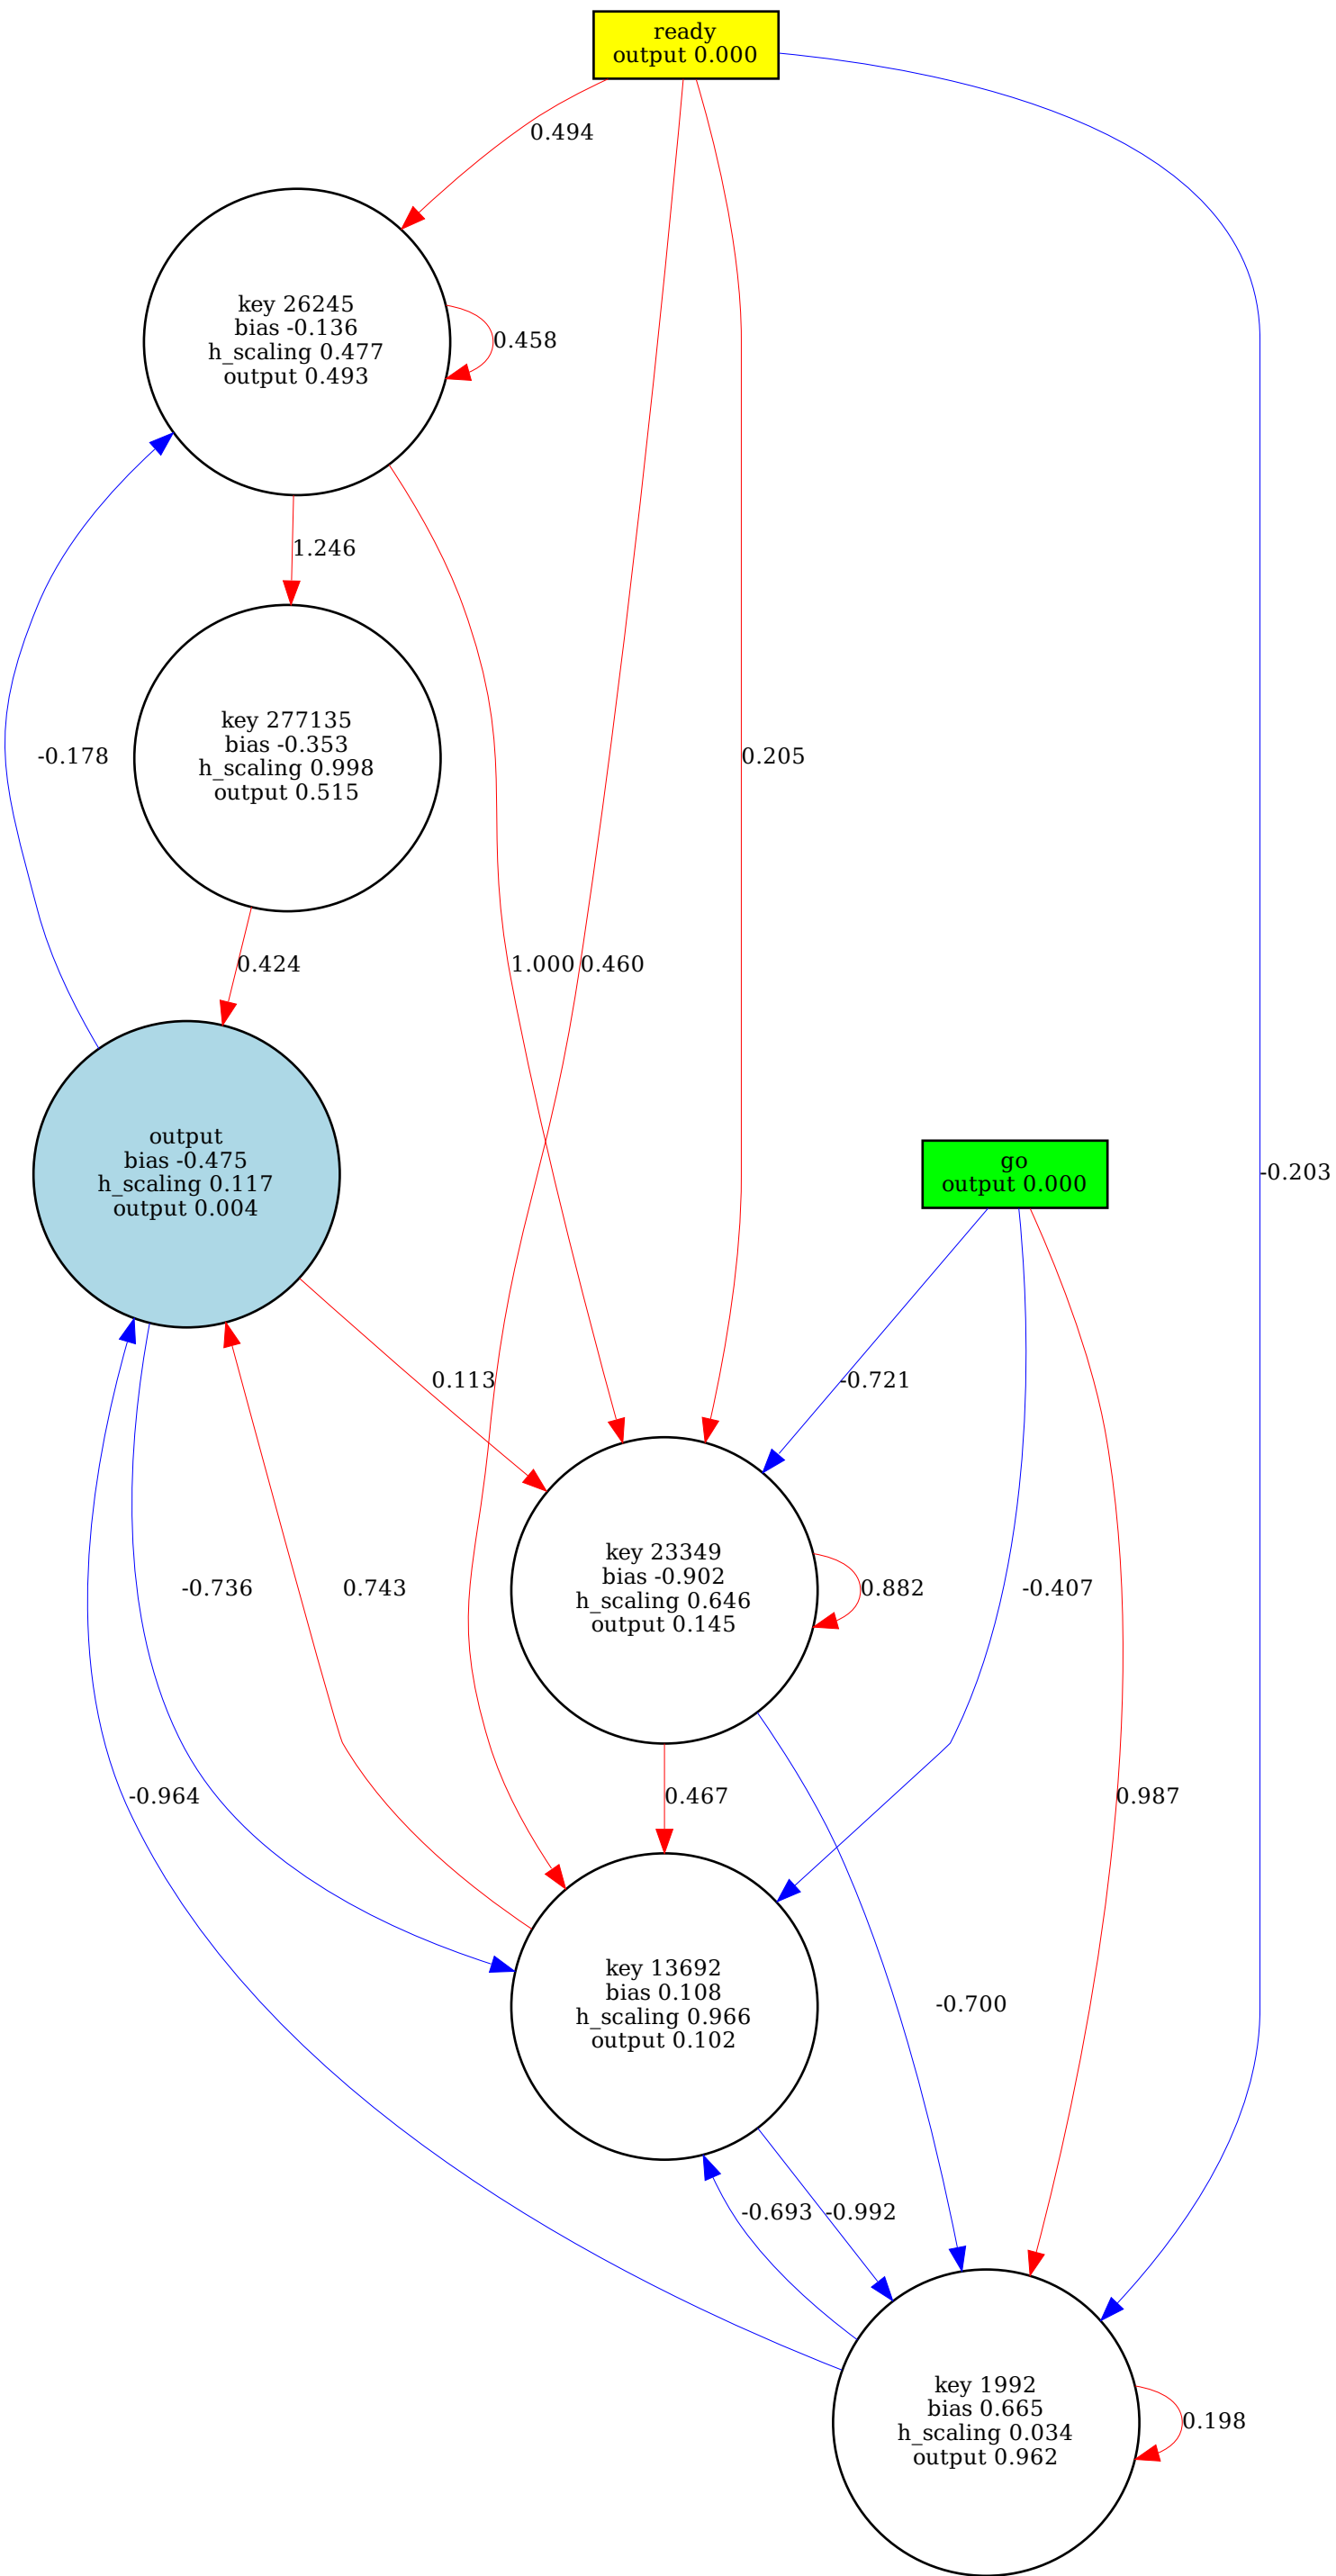 ready
output 0.000
0.494
key 26245
bias -0.136
h_scaling 0.477
output 0.493
0.458
1.246
key 277135
bias -0.353
h_scaling 0.998
output 0.515
-0.178
0.205
0.424
1.000
0.460
output
bias -0.475
h_scaling 0.117
output 0.004
go
output 0.000
-0.203
0.113
-0.721
key 23349
bias -0.902
h_scaling 0.646
output 0.145
-0.736
0.743
0.882
-0.407
-0.964
0.467
0.987
key 13692
bias 0.108
h_scaling 0.966
output 0.102
-0.700
-0.693
-0.992
key 1992
bias 0.665
h_scaling 0.034
output 0.962
0.198